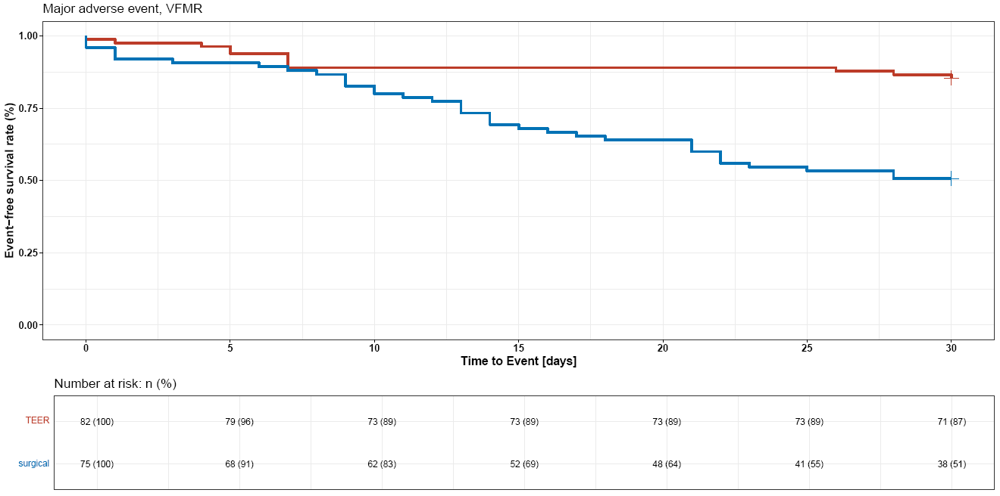 Major adverse event, VFMR
Event−free survival rate (%)
1.00
0.75
0.50
0.25
0.00
0 5 10 15 20 25 30
Time to Event [days]
Number at risk: n (%)
TEER 82 (100) 79 (96) 73 (89) 73 (89) 73 (89) 73 (89) 71 (87)
surgical 75 (100) 68 (91) 62 (83) 52 (69) 48 (64) 41 (55) 38 (51)